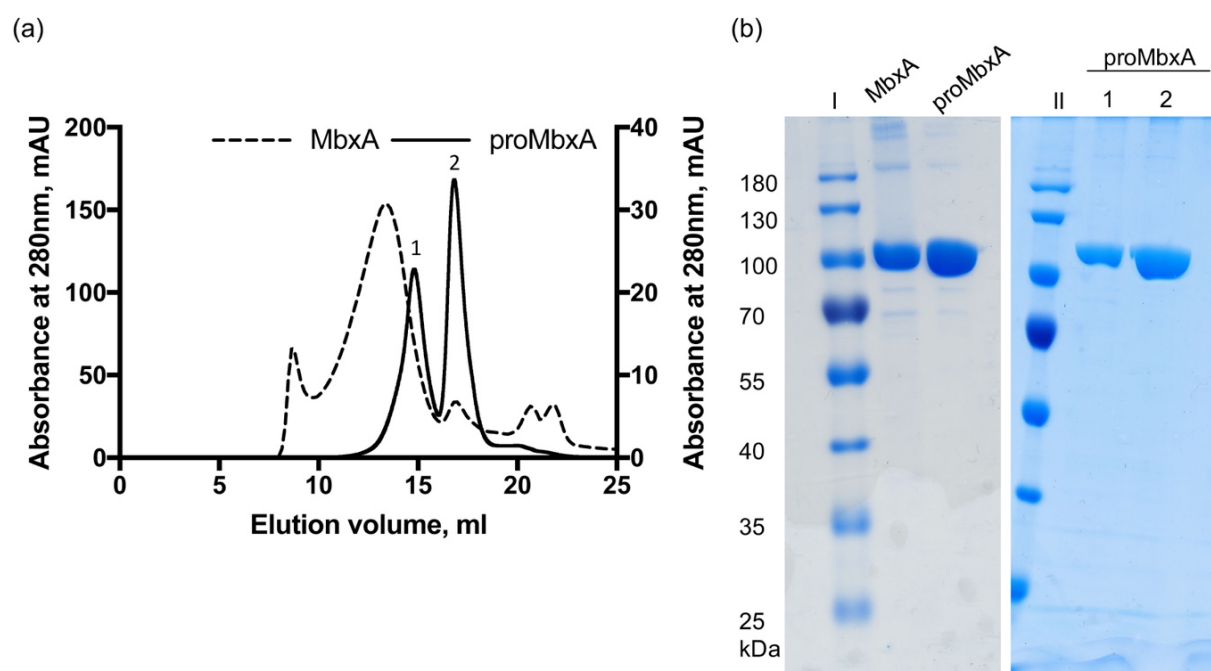 (a)
MbxA
proMbxA
Absorbance at 280nm, mAU
200
150
100
50
0
1
2
40
30
20
10
0
Absorbance at 280nm, mAU
0 5 10 15 20 25
Elution volume, ml
(b)
I MbxA proMbxA
proMbxA
II 1 2
180
130
100
70
55
40
35
25
kDa